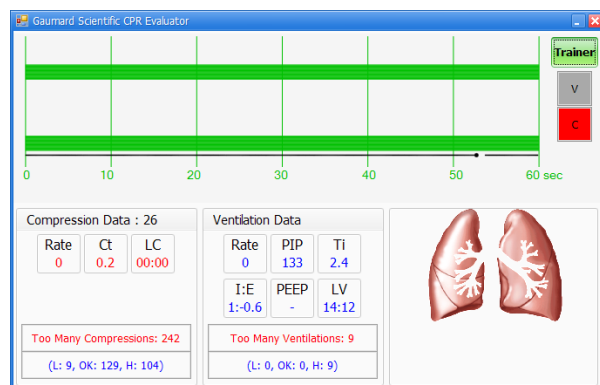 Gaumard Scientific CPR Evaluator
Trainer
V
C
0 10 20 30 40 50 60 sec
Compression Data : 26
Rate Ct LC
0 0.2 00:00
Too Many Compressions: 242
(L: 9, OK: 129, H: 104)
Ventilation Data
Rate PIP Ti
0 133 2.4
I:E PEEP LV
1:-0.6 - 14:12
Too Many Ventilations: 9
(L: 0, OK: 0, H: 9)